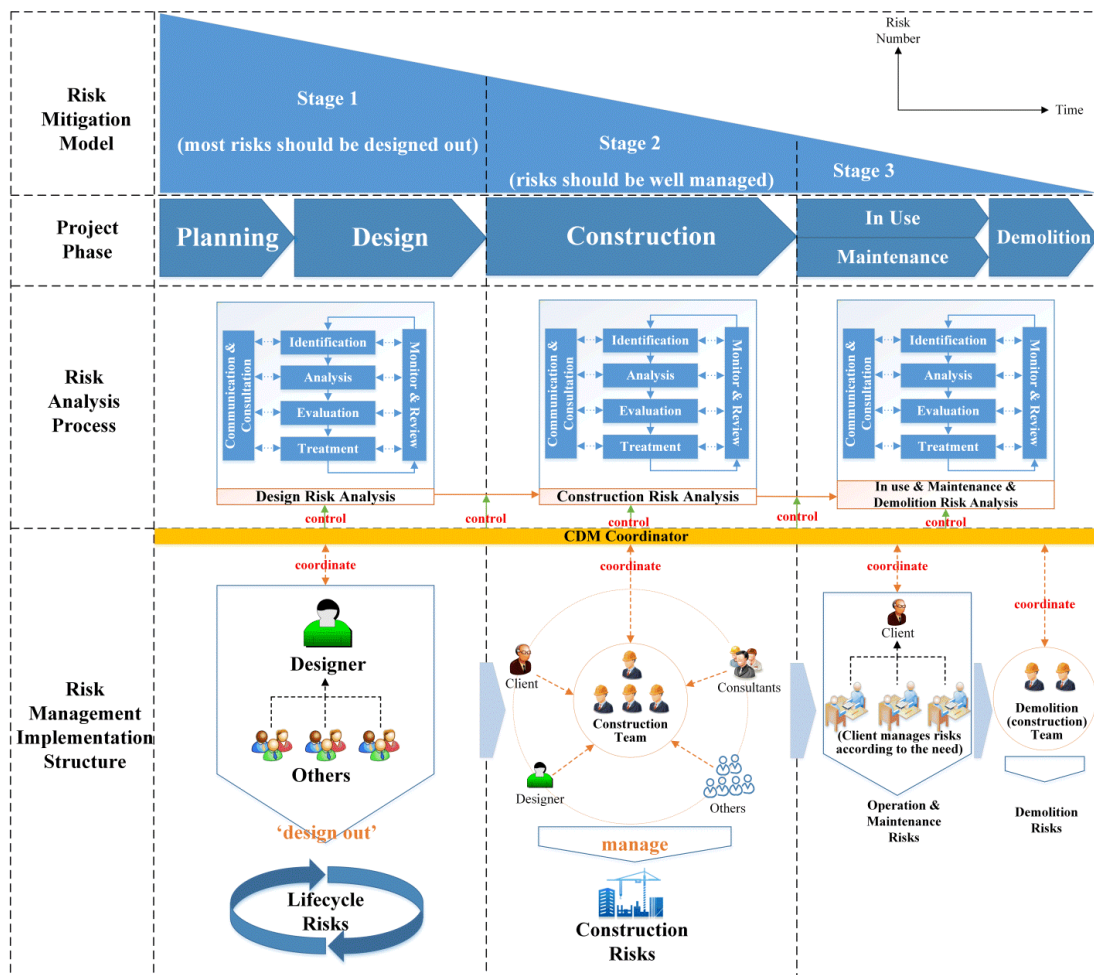 Risk
Mitigation
Model
Stage 1
(most risks should be designed out)
Stage 2
(risks should be well managed)
Stage 3
Risk
Number
Time
Project
Phase
Planning
Design
Construction
In Use
Maintenance
Demolition
Risk
Analysis
Process
Communication &
Consultation
Identification
Analysis
Evaluation
Treatment
Monitor & Review
Design Risk Analysis
Communication &
Consultation
Identification
Analysis
Evaluation
Treatment
Monitor & Review
Construction Risk Analysis
Communication &
Consultation
Identification
Analysis
Evaluation
Treatment
Monitor & Review
In use & Maintenance &
Demolition Risk Analysis
control
control
control
control
control
CDM Coordinator
Risk
Management
Implementation
Structure
coordinate
Designer
Others
‘design out’
Lifecycle
Risks
coordinate
Client
Consultants
Construction
Team
Designer
Others
manage
Construction
Risks
coordinate
Client
(Client manages risks
according to the need)
Operation &
Maintenance
Risks
coordinate
Demolition
(construction)
Team
Demolition
Risks